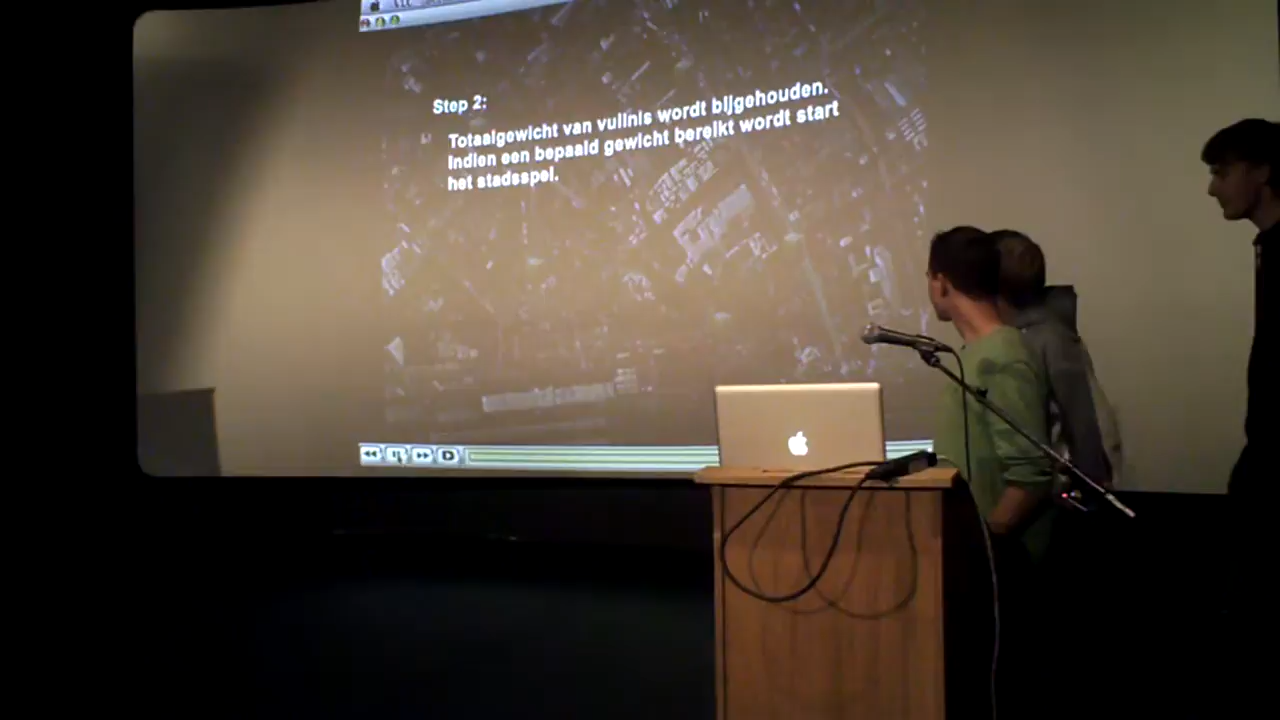 Step 2:
Totaalgewicht van vuilnis wordt bijgehouden.
Indien een bepaald gewicht bereikt wordt start
het stadsspel.